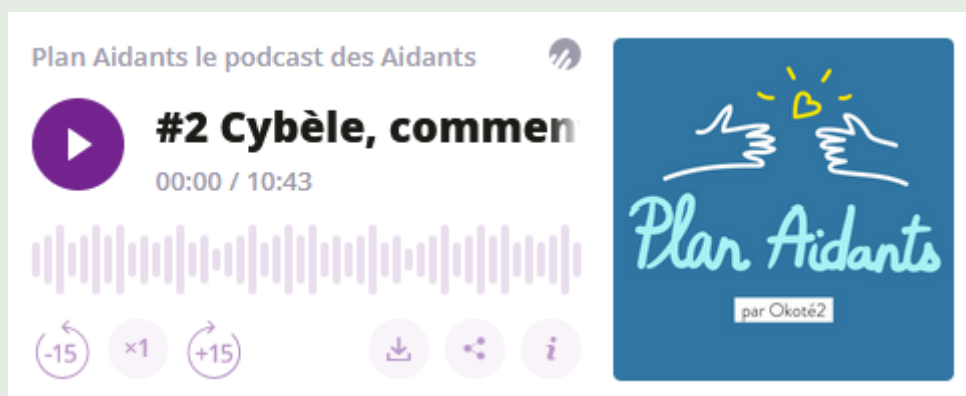 Plan Aidants le podcast des Aidants
#2 Cybèle, commen
00:00 / 10:43
-15
×1
+15
i
Plan Aidants
par Okoté2